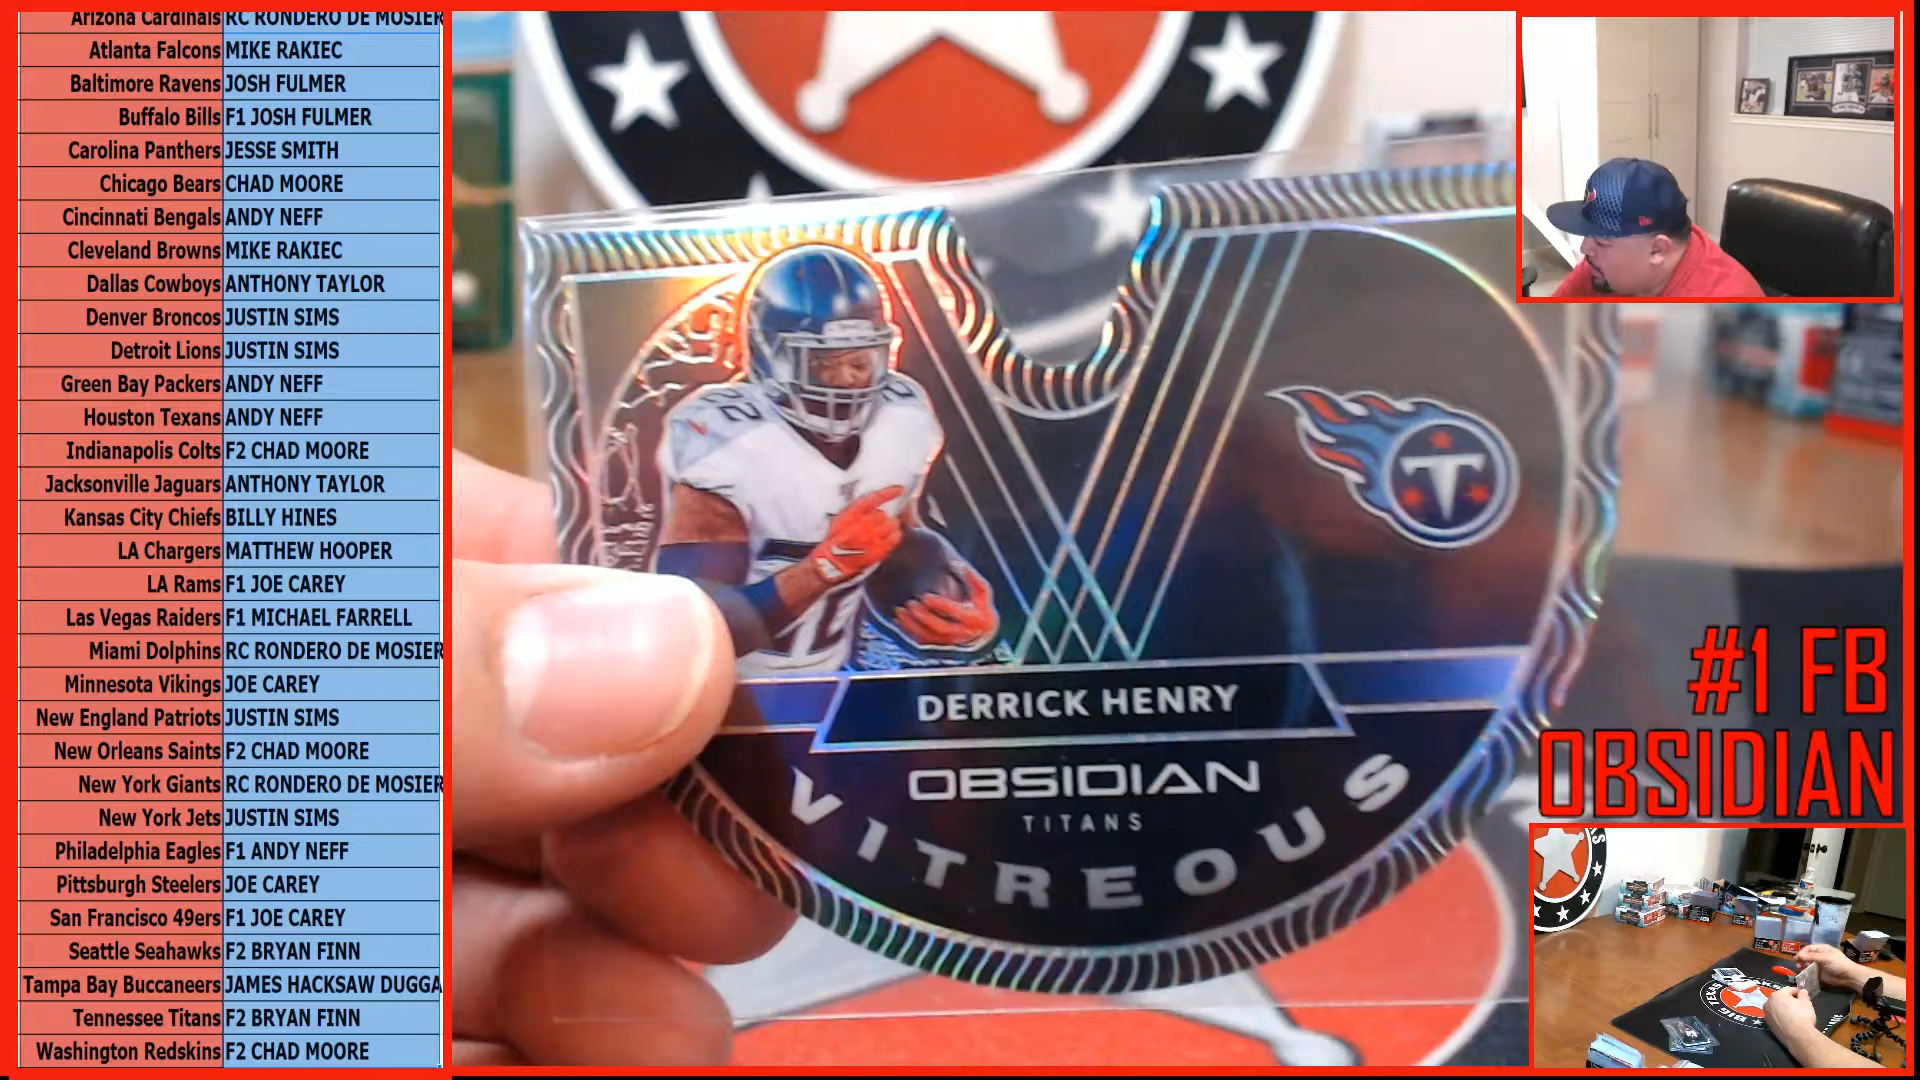 Arizona Cardinals RC RONDERO DE MOSIER
Atlanta Falcons MIKE RAKIEC
Baltimore Ravens JOSH FULMER
Buffalo Bills F1 JOSH FULMER
Carolina Panthers JESSE SMITH
Chicago Bears CHAD MOORE
Cincinnati Bengals ANDY NEFF
Cleveland Browns MIKE RAKIEC
Dallas Cowboys ANTHONY TAYLOR
Denver Broncos JUSTIN SIMS
Detroit Lions JUSTIN SIMS
Green Bay Packers ANDY NEFF
Houston Texans ANDY NEFF
Indianapolis Colts F2 CHAD MOORE
Jacksonville Jaguars ANTHONY TAYLOR
Kansas City Chiefs BILLY HINES
LA Chargers MATTHEW HOOPER
LA Rams F1 JOE CAREY
Las Vegas Raiders F1 MICHAEL FARRELL
Miami Dolphins RC RONDERO DE MOSIER
Minnesota Vikings JOE CAREY
New England Patriots JUSTIN SIMS
New Orleans Saints F2 CHAD MOORE
New York Giants RC RONDERO DE MOSIER
New York Jets JUSTIN SIMS
Philadelphia Eagles F1 ANDY NEFF
Pittsburgh Steelers JOE CAREY
San Francisco 49ers F1 JOE CAREY
Seattle Seahawks F2 BRYAN FINN
Tampa Bay Buccaneers JAMES HACKSAW DUGGA
Tennessee Titans F2 BRYAN FINN
Washington Redskins F2 CHAD MOORE
22
T
DERRICK HENRY
OBSIDIAN
TITANS
VITREOUS
#1 FB
OBSIDIAN